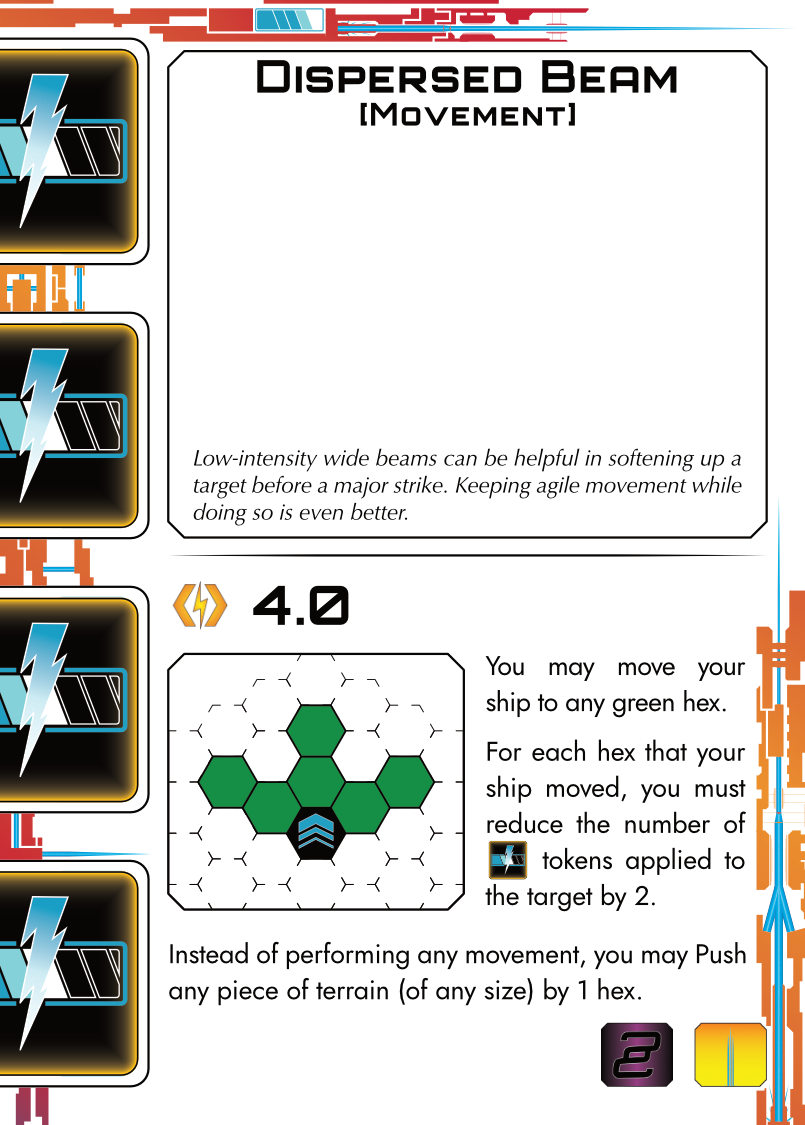 Dispersed Beam
[Movement]
Low-intensity wide beams can be helpful in softening up a
target before a major strike. Keeping agile movement while
doing so is even better.
4.0
You may move your
ship to any green hex.
For each hex that your
ship moved, you must
reduce the number of
tokens applied to
the target by 2.
Instead of performing any movement, you may Push
any piece of terrain (of any size) by 1 hex.
2